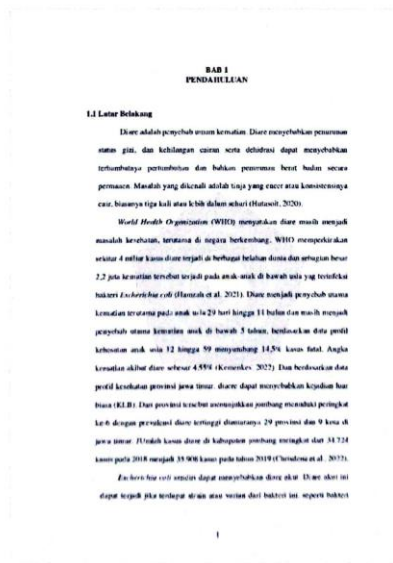 BAB 1
PENDAHULUAN
1.1 Latar Belakang
Diare adalah penyebab umum kematian. Diare menyebabkan penurunan
status gizi, dan kehilangan cairan serta dehidrasi dapat menyebabkan
terhambatnya pertumbuhan dan bahkan penurunan berat badan secara
permanen. Masalah yang dikenali adalah tinja yang encer atau konsistensinya
cair, biasanya tiga kali atau lebih dalam sehari (Hutasoit, 2020).
World Health Organization (WHO) menyatakan diare masih menjadi
masalah kesehatan, terutama di negara berkembang, WHO memperkirakan
sekitar 4 miliar kasus diare terjadi di berbagai belahan dunia dan sebagian besar
2,2 juta kematian tersebut terjadi pada anak-anak di bawah usia yag terinfeksi
bakteri Escherichia coli (Hamzah et al. 2021). Diare menjadi penyebab utama
kematian terutama pada anak usia 29 hari hingga 11 bulan dan masih menjadi
penyebab utama kematian anak di bawah 5 tahun, berdasarkan data profil
kesehatan anak usia 12 hingga 59 menyumbang 14,5% kasus fatal. Angka
kematian akibat diare sebesar 4,55% (Kemenkes, 2022). Dan berdasarkan data
profil kesehatan provinsi jawa timur, diare dapat menyebabkan kejadian luar
biasa (KLB). Dari provinsi tersebut menunjukkan jombang menduduki peringkat
ke-6 dengan prevalensi diare tertinggi diantaranya 29 provinsi dan 9 kota di
jawa timur. JUmlah kasus diare di kabupaten jombang meningkat dari 34.724
kasus pada 2018 menjadi 35.908 kasus pada tahun 2019 ( et al., 2022).
Escherichia coli sendiri dapat menyebabkan diare akut. Diare akut ini
dapat terjadi jika terdapat strain atau varian dari bakteri ini. seperti bakteri
1